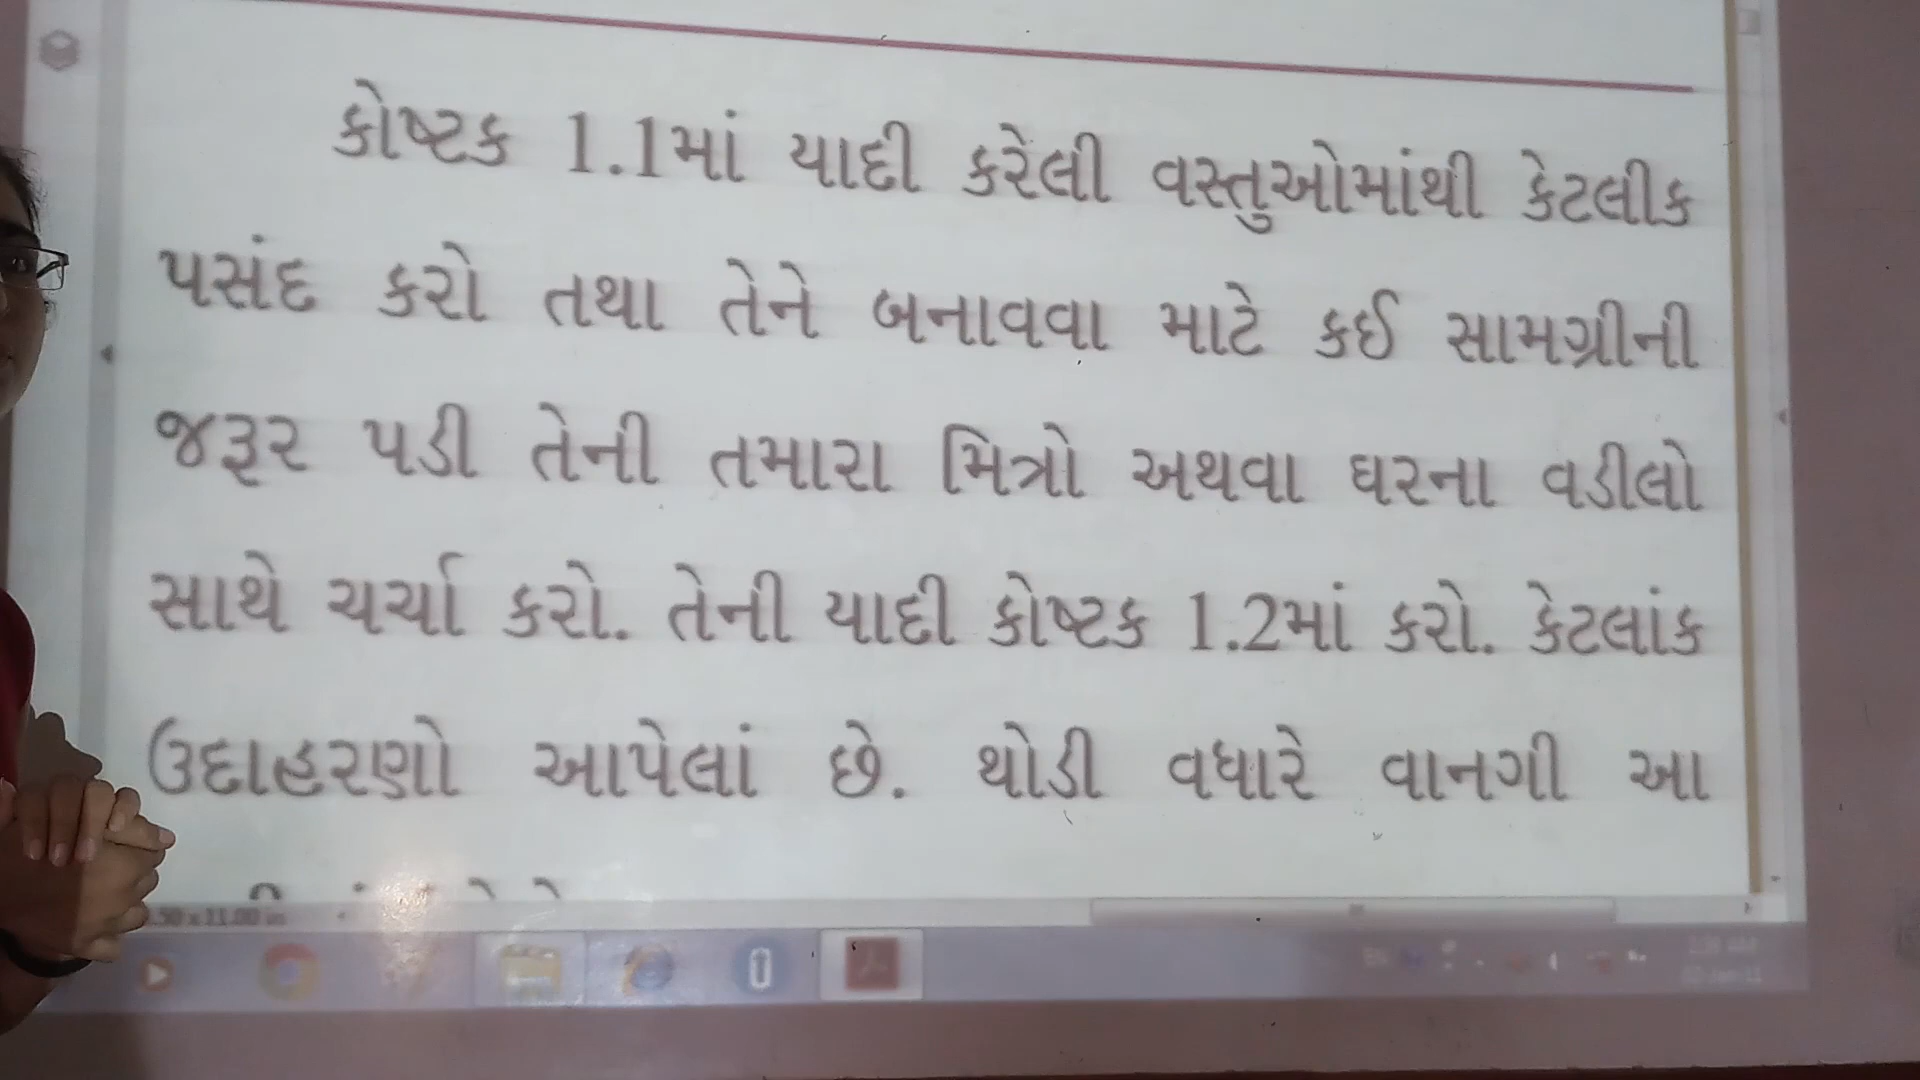 કોષ્ટક 1.1માં યાદી કરેલી વસ્તુઓમાંથી કેટલીક
પસંદ કરો તથા તેને બનાવવા માટે કઈ સામગ્રીની
જરૂર પડી તેની તમારા મિત્રો અથવા ઘરના વડીલો
સાથે ચર્ચા કરો. તેની યાદી કોષ્ટક 1.2માં કરો. કેટલાંક
ઉદાહરણો આપેલાં છે. થોડી વધારે વાનગી આ